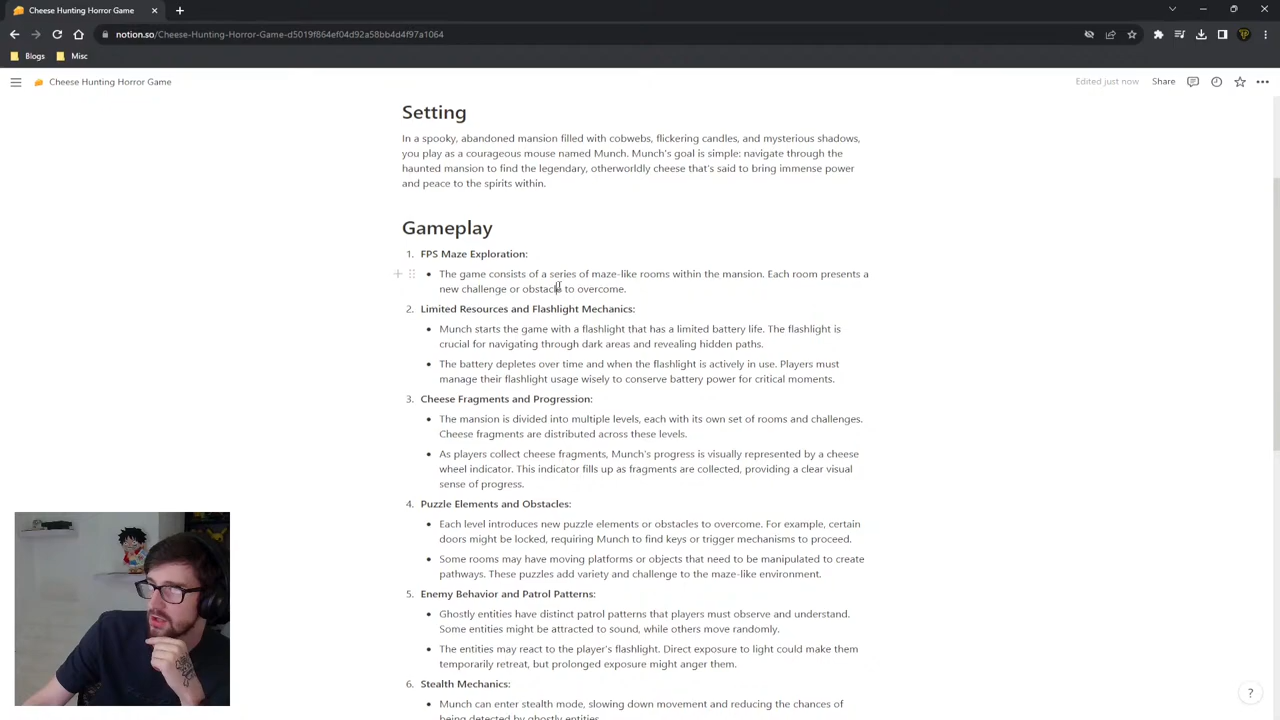 Cheese Hunting Horror Game
notion.so/Cheese-Hunting-Horror-Game-d5019f864ef04d92a58bb4d4f97a1064
Blogs
Misc
Cheese Hunting Horror Game
Edited just now
Share
Setting
In a spooky, abandoned mansion filled with cobwebs, flickering candles, and mysterious shadows,
you play as a courageous mouse named Munch. Munch's goal is simple: navigate through the
haunted mansion to find the legendary, otherworldly cheese that's said to bring immense power
and peace to the spirits within.
Gameplay
1. FPS Maze Exploration:
• The game consists of a series of maze-like rooms within the mansion. Each room presents a
new challenge or obstacle to overcome.
2. Limited Resources and Flashlight Mechanics:
• Munch starts the game with a flashlight that has a limited battery life. The flashlight is
crucial for navigating through dark areas and revealing hidden paths.
• The battery depletes over time and when the flashlight is actively in use. Players must
manage their flashlight usage wisely to conserve battery power for critical moments.
3. Cheese Fragments and Progression:
• The mansion is divided into multiple levels, each with its own set of rooms and challenges.
Cheese fragments are distributed across these levels.
• As players collect cheese fragments, Munch's progress is visually represented by a cheese
wheel indicator. This indicator fills up as fragments are collected, providing a clear visual
sense of progress.
4. Puzzle Elements and Obstacles:
• Each level introduces new puzzle elements or obstacles to overcome. For example, certain
doors might be locked, requiring Munch to find keys or trigger mechanisms to proceed.
• Some rooms may have moving platforms or objects that need to be manipulated to create
pathways. These puzzles add variety and challenge to the maze-like environment.
5. Enemy Behavior and Patrol Patterns:
• Ghostly entities have distinct patrol patterns that players must observe and understand.
Some entities might be attracted to sound, while others move randomly.
• The entities may react to the player's flashlight. Direct exposure to light could make them
temporarily retreat, but prolonged exposure might anger them.
6. Stealth Mechanics:
• Munch can enter stealth mode, slowing down movement and reducing the chances of
being detected by ghostly entities.
?